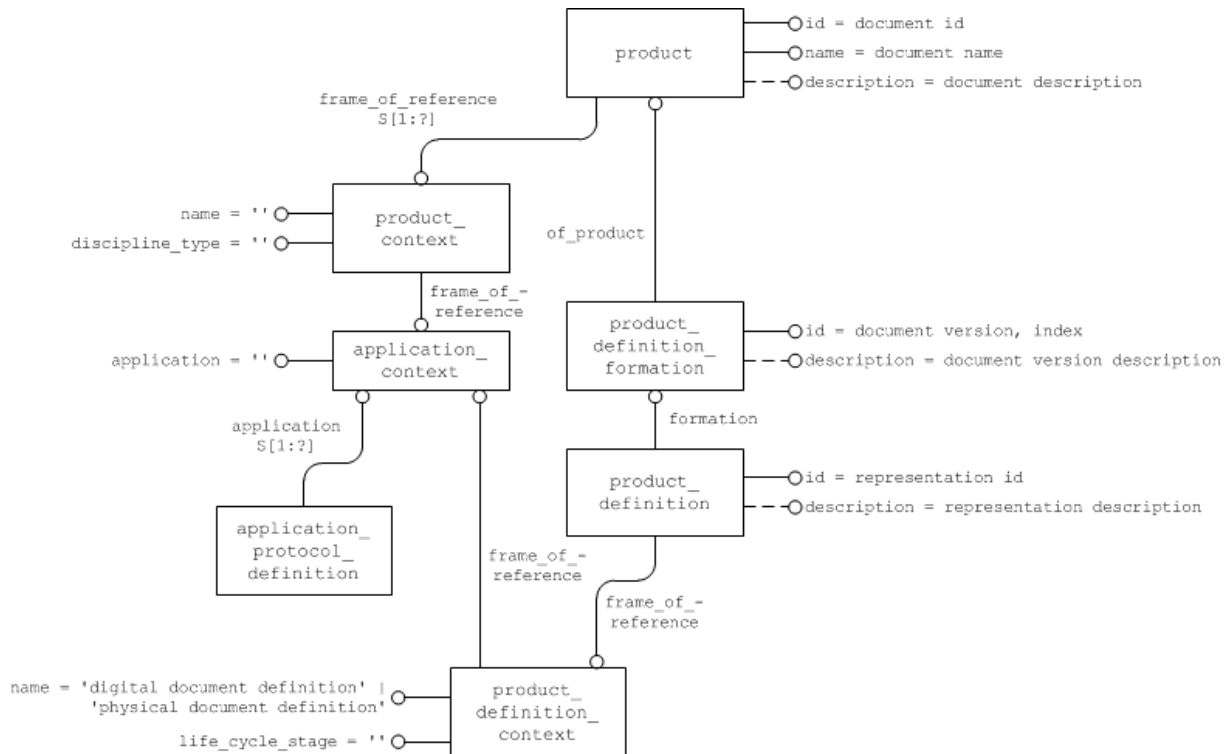 id = document id
product
name = document name
description = document description
frame_of_reference
S[1:?]
name = ''
product_
context
discipline_type = ''
of_product
frame_of_-
reference
application = ''
application_
context
product_
definition_
formation
id = document version, index
description = document version description
application
S[1:?]
formation
product_
definition
id = representation id
description = representation description
application_
protocol_
definition
frame_of_-
reference
frame_of_-
reference
name = 'digital document definition' |
'physical document definition'
life_cycle_stage = ''
product_
definition_
context